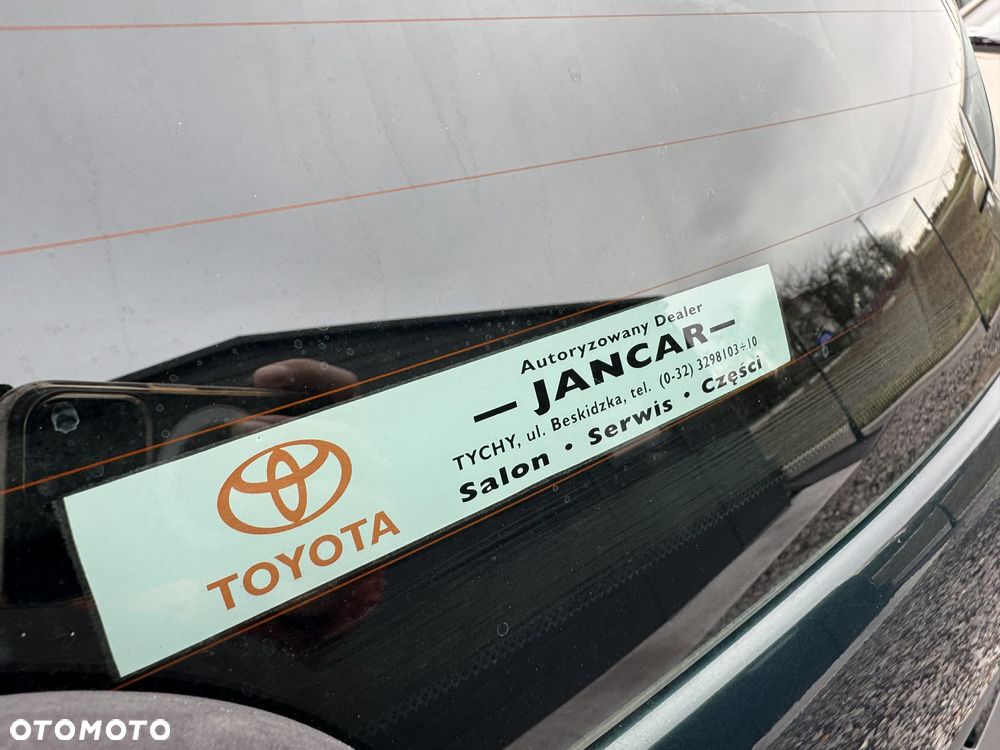 Autoryzowany Dealer
— JANCAR —
TYCHY, ul. Beskidzka, tel. (0-32) 3298103÷10
Salon · Serwis · Części
TOYOTA
OTOMOTO